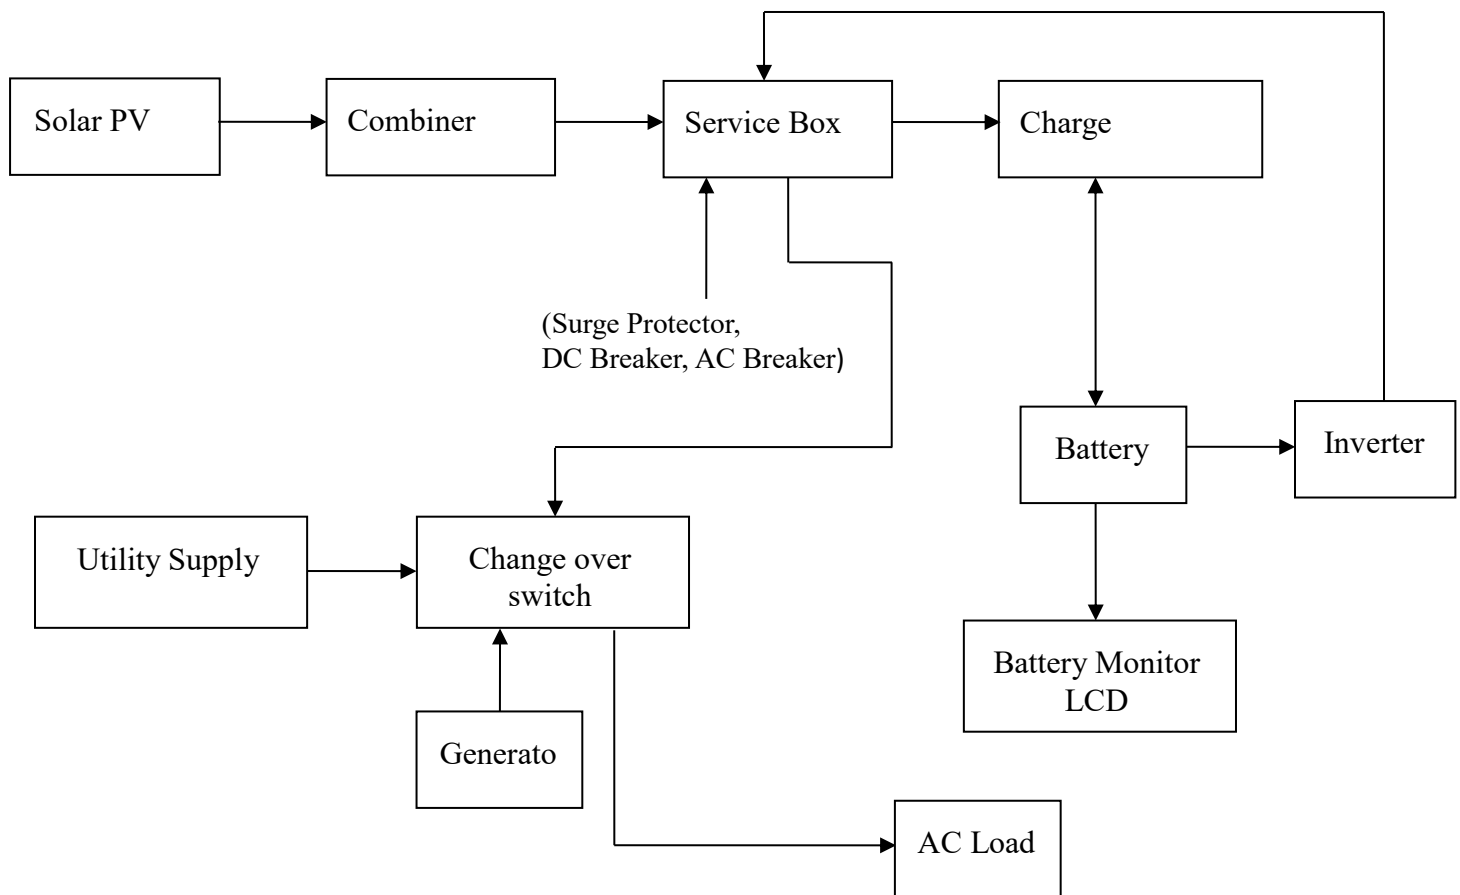 Solar PV
Combiner
Service Box
Charge
(Surge Protector,
DC Breaker, AC Breaker)
Battery
Inverter
Utility Supply
Change over
switch
Battery Monitor
LCD
Generato
AC Load